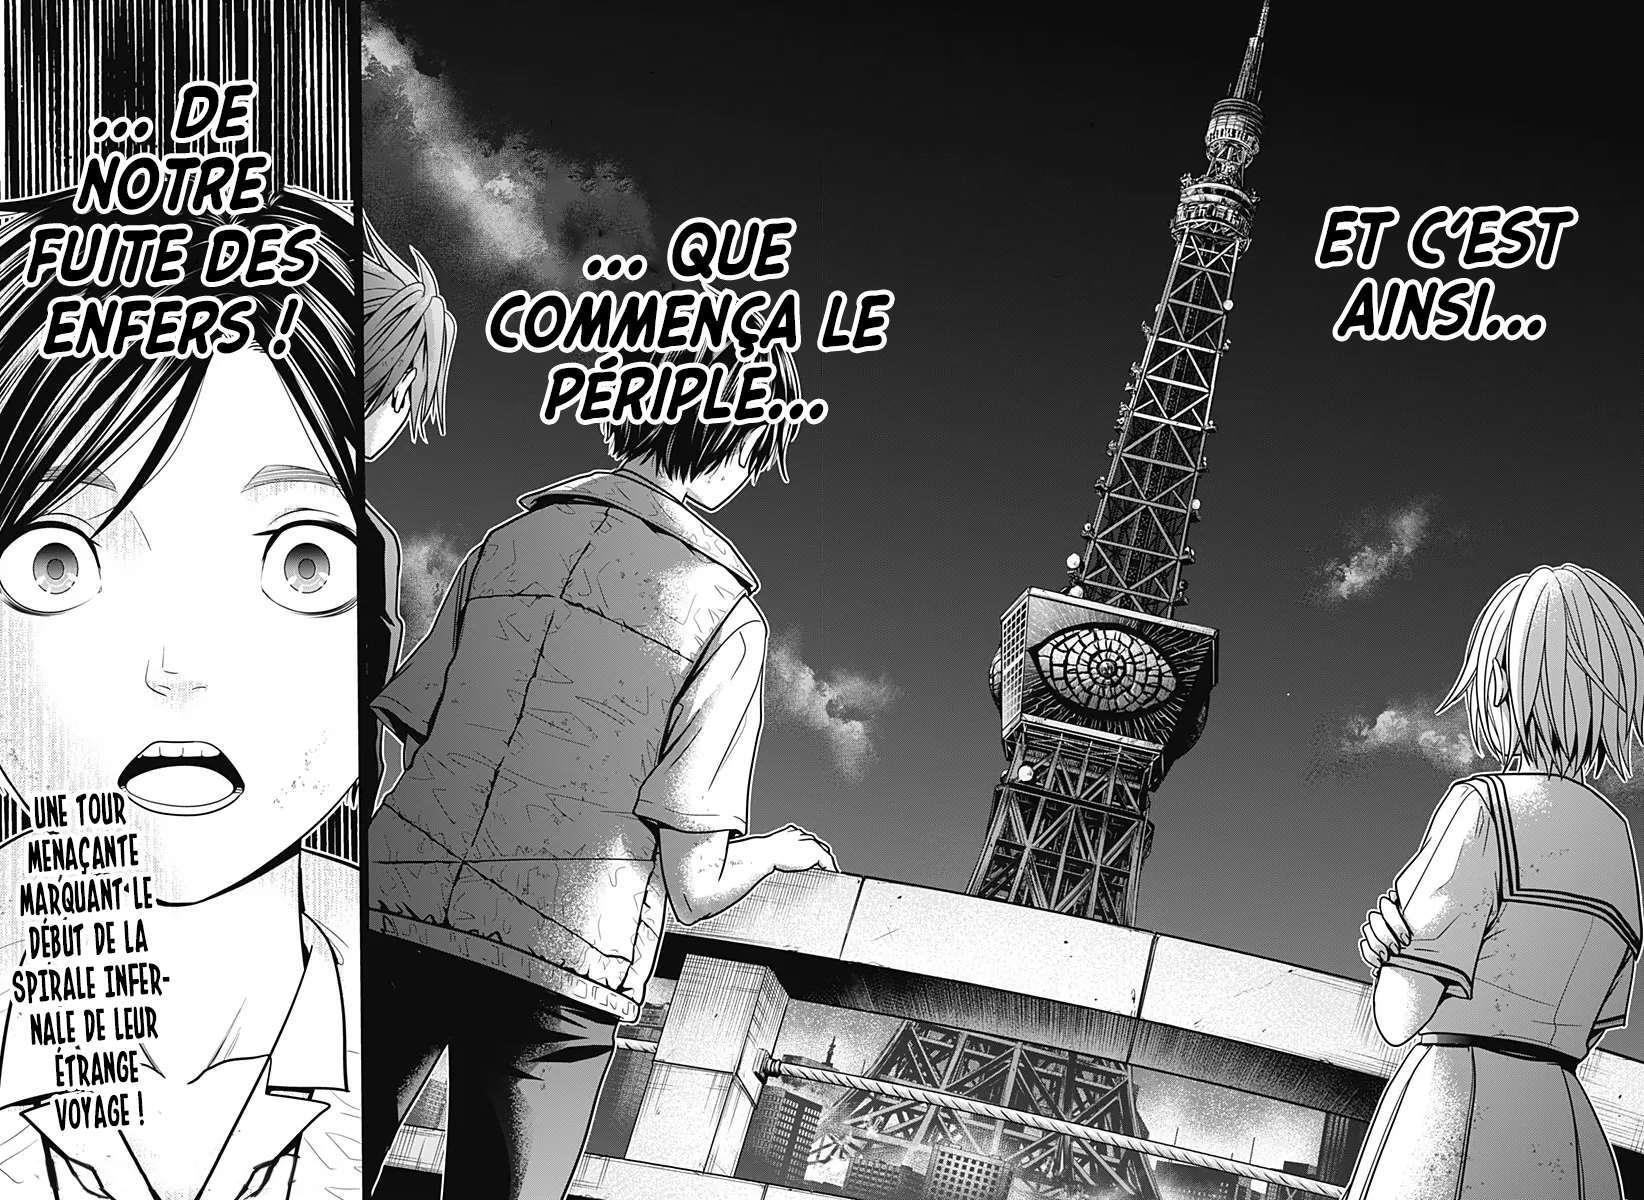 ET C'EST
AINSI...
... QUE
COMMENÇA LE
PÉRIPLE...
... DE
NOTRE
FUITE DES
ENFERS !
UNE TOUR
MENAÇANTE
MARQUANT LE
DÉBUT DE LA
SPIRALE INFER-
NALE DE LEUR
ÉTRANGE
VOYAGE !